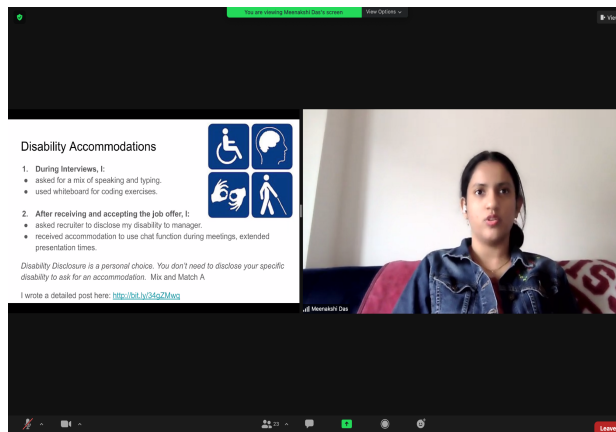 You are viewing Meenakshi Das's screen
View Options
View
Disability Accommodations
1. During Interviews, I:
● asked for a mix of speaking and typing.
● used whiteboard for coding exercises.
2. After receiving and accepting the job offer, I:
● asked recruiter to disclose my disability to manager.
● received accommodation to use chat function during meetings, extended
presentation times.
Disability Disclosure is a personal choice. You don't need to disclose your specific
disability to ask for an accommodation. Mix and Match A
I wrote a detailed post here: http://bit.ly/34gZMwq
Meenakshi Das
23
Leave